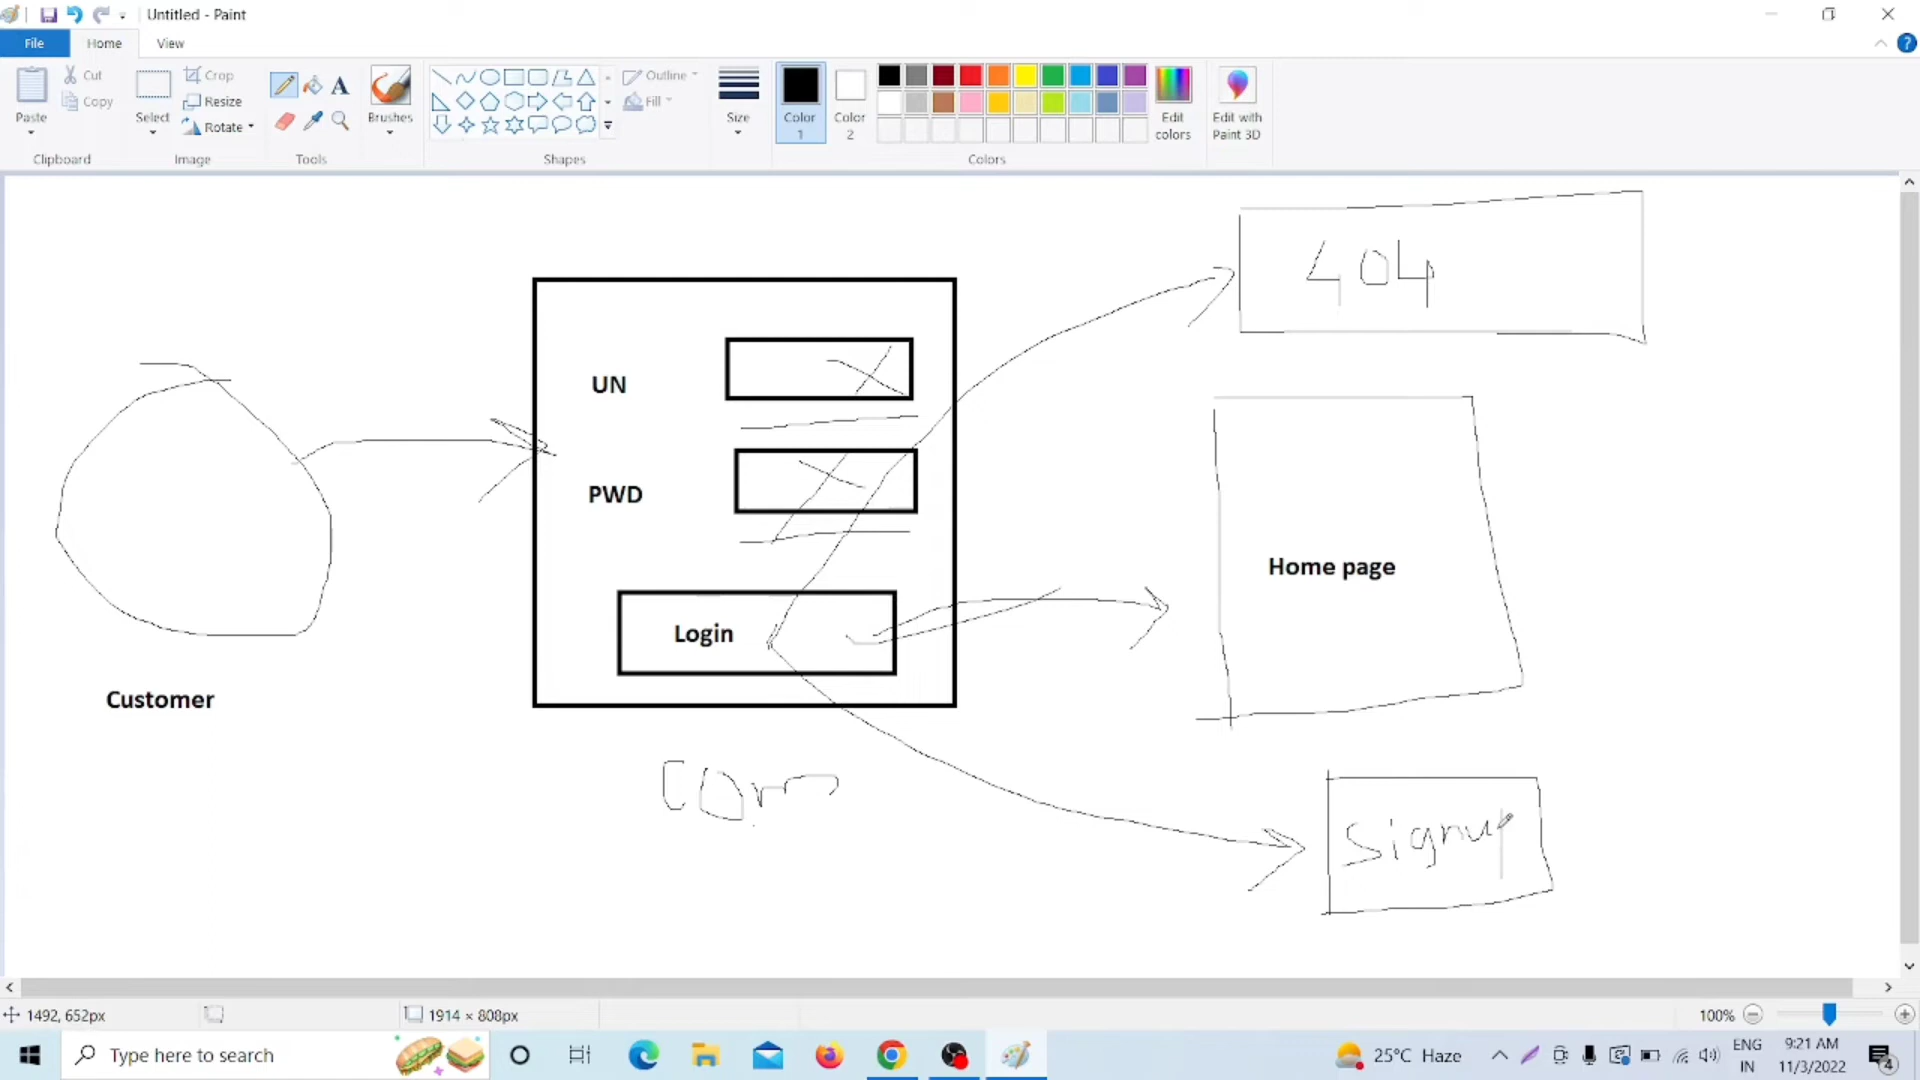 Untitled - Paint
File
Home
View
Paste
Cut
Copy
Clipboard
Select
Crop
Resize
Rotate
Image
Tools
Brushes
Shapes
Outline
Fill
Size
Color 1
Color 2
Edit colors
Edit with Paint 3D
Colors
404
UN
PWD
Login
Customer
Home page
Com
Signup
1492, 652px
1914 × 808px
100%
Type here to search
25°C Haze
ENG
IN
9:21 AM
11/3/2022
4